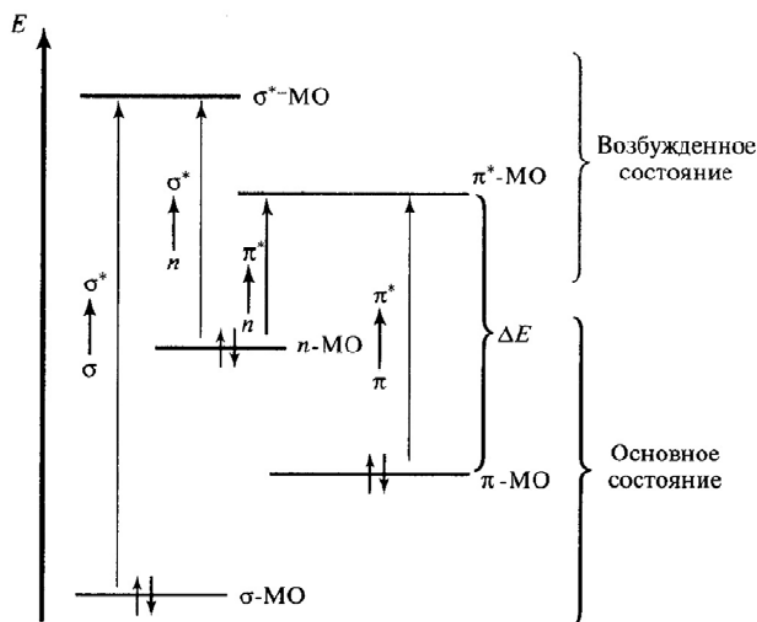 E
σ*-МО
Возбужденное
состояние
π*-МО
σ*
n
π*
n
σ*
σ
π*
π
ΔE
n-МО
Основное
состояние
π-МО
σ-МО